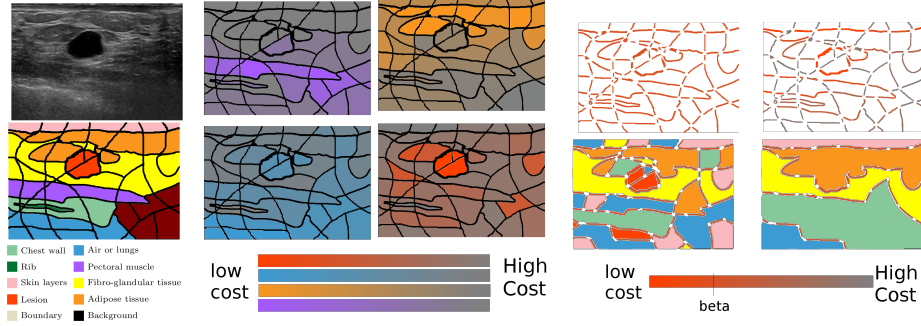 Chest wall
Air or lungs
Rib
Pectoral muscle
Skin layers
Fibro-glandular tissue
Lesion
Adipose tissue
Boundary
Background
low
cost
High
Cost
low
cost
High
Cost
beta